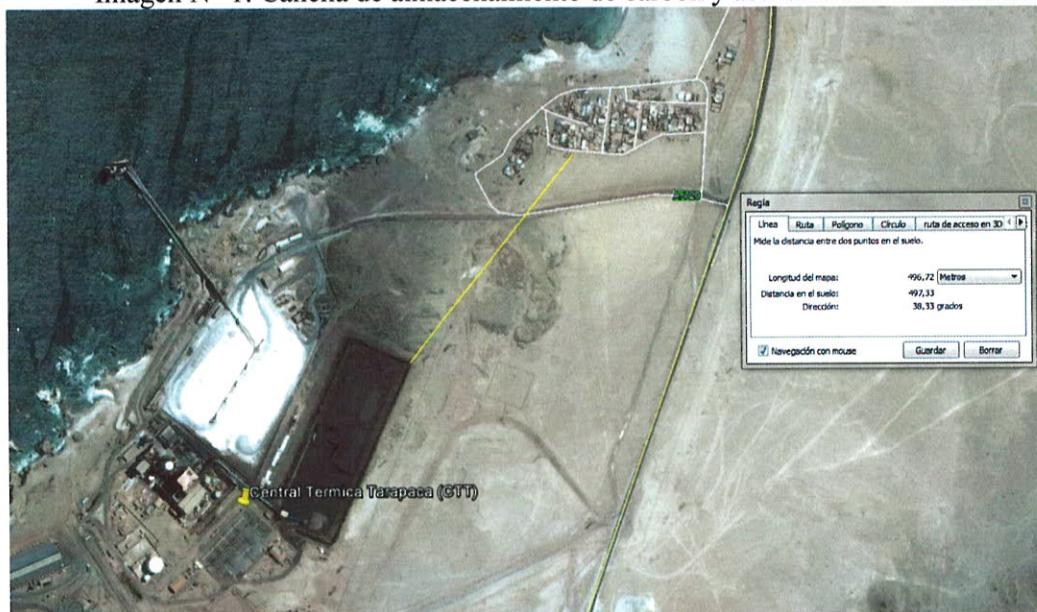 Imagen N° 1: Cancha de almacenamiento de carbón y
Regla
Línea Ruta Polígono Círculo ruta de acceso en 3D
Mide la distancia entre dos puntos en el suelo.
Longitud del mapa: 496,72 Metros
Distancia en el suelo: 497,33
Dirección: 38,33 grados
Navegación con mouse Guardar Borrar
Central Termica Tarapaca (CTT)